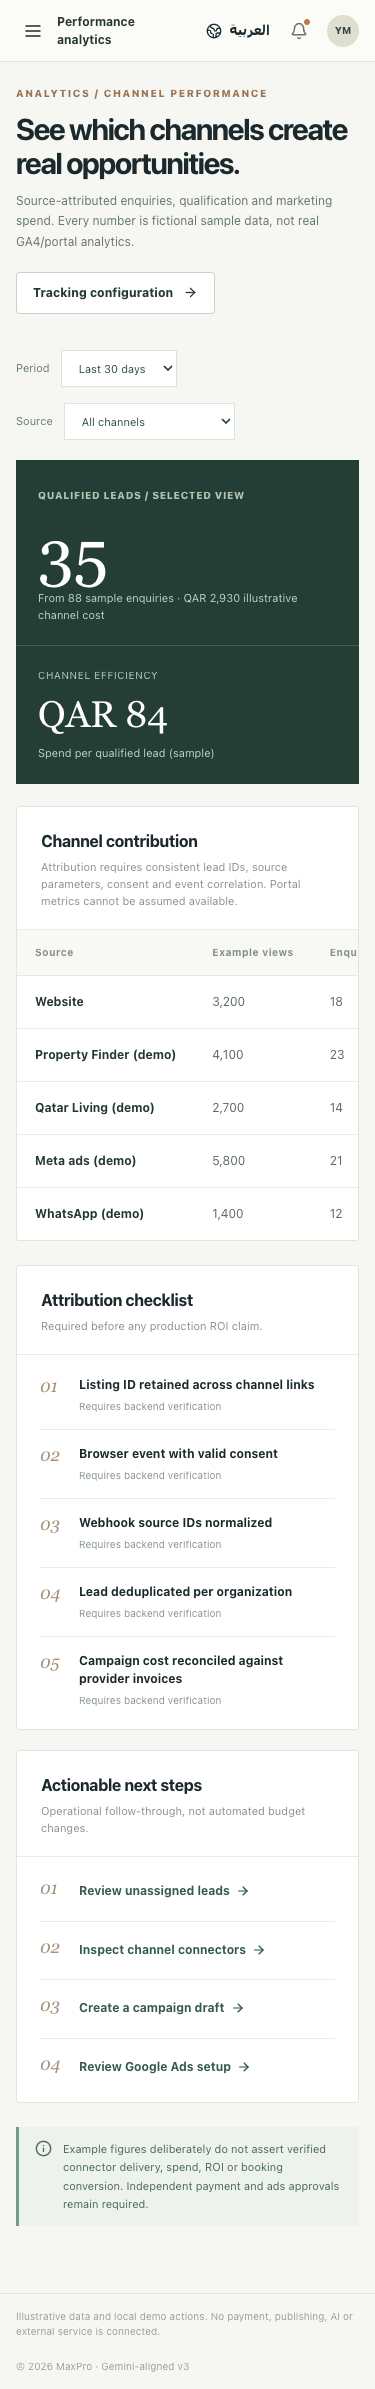 Performance
analytics
العربية
YM
ANALYTICS / CHANNEL PERFORMANCE
See which channels create
real opportunities.
Source-attributed enquiries, qualification and marketing
spend. Every number is fictional sample data, not real
GA4/portal analytics.
Tracking configuration →
Period Last 30 days
Source All channels
QUALIFIED LEADS / SELECTED VIEW
35
From 88 sample enquiries · QAR 2,930 illustrative
channel cost
CHANNEL EFFICIENCY
QAR 84
Spend per qualified lead (sample)
Channel contribution
Attribution requires consistent lead IDs, source
parameters, consent and event correlation. Portal
metrics cannot be assumed available.
Source Example views Enqu
Website 3,200 18
Property Finder (demo) 4,100 23
Qatar Living (demo) 2,700 14
Meta ads (demo) 5,800 21
WhatsApp (demo) 1,400 12
Attribution checklist
Required before any production ROI claim.
01 Listing ID retained across channel links
Requires backend verification
02 Browser event with valid consent
Requires backend verification
03 Webhook source IDs normalized
Requires backend verification
04 Lead deduplicated per organization
Requires backend verification
05 Campaign cost reconciled against
provider invoices
Requires backend verification
Actionable next steps
Operational follow-through, not automated budget
changes.
01 Review unassigned leads →
02 Inspect channel connectors →
03 Create a campaign draft →
04 Review Google Ads setup →
Example figures deliberately do not assert verified
connector delivery, spend, ROI or booking
conversion. Independent payment and ads approvals
remain required.
Illustrative data and local demo actions. No payment, publishing, AI or
external service is connected.
© 2026 MaxPro · Gemini-aligned v3